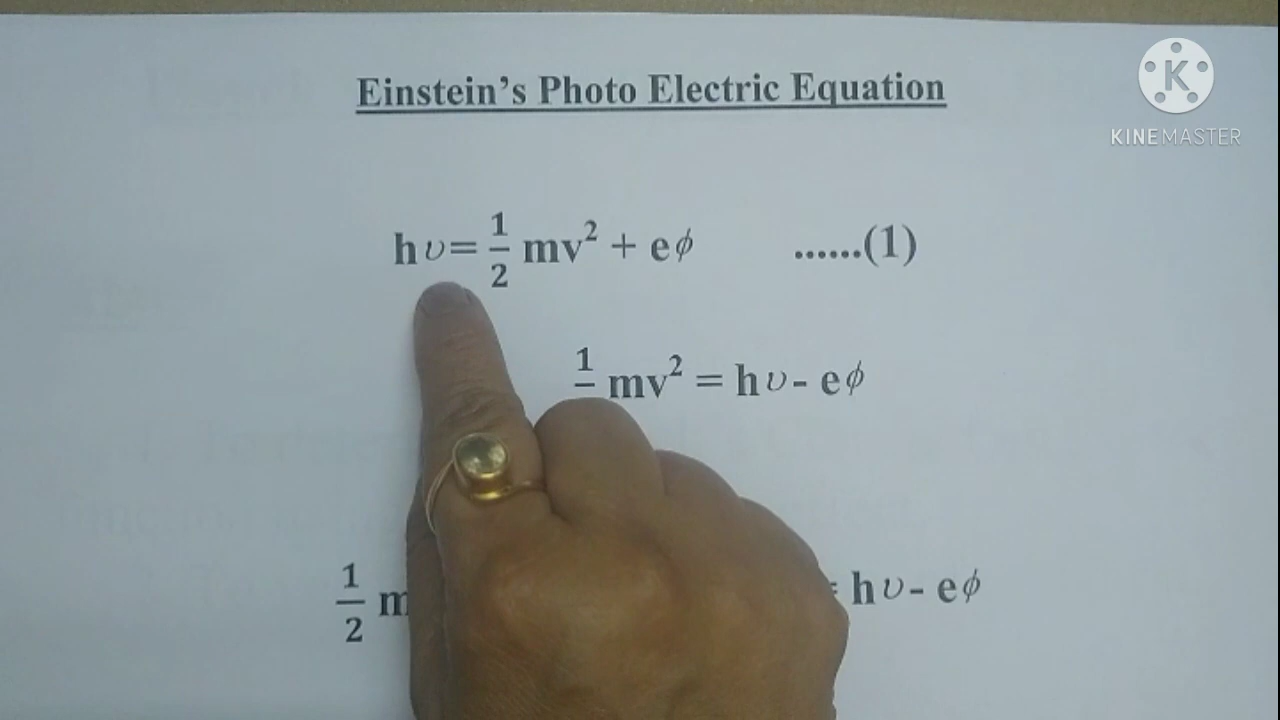 Einstein's Photo Electric Equation
K
KINEMASTER
hυ= 1/2 mv² + eϕ ......(1)
1 mv² = hυ- eϕ
1/2 hυ- eϕ